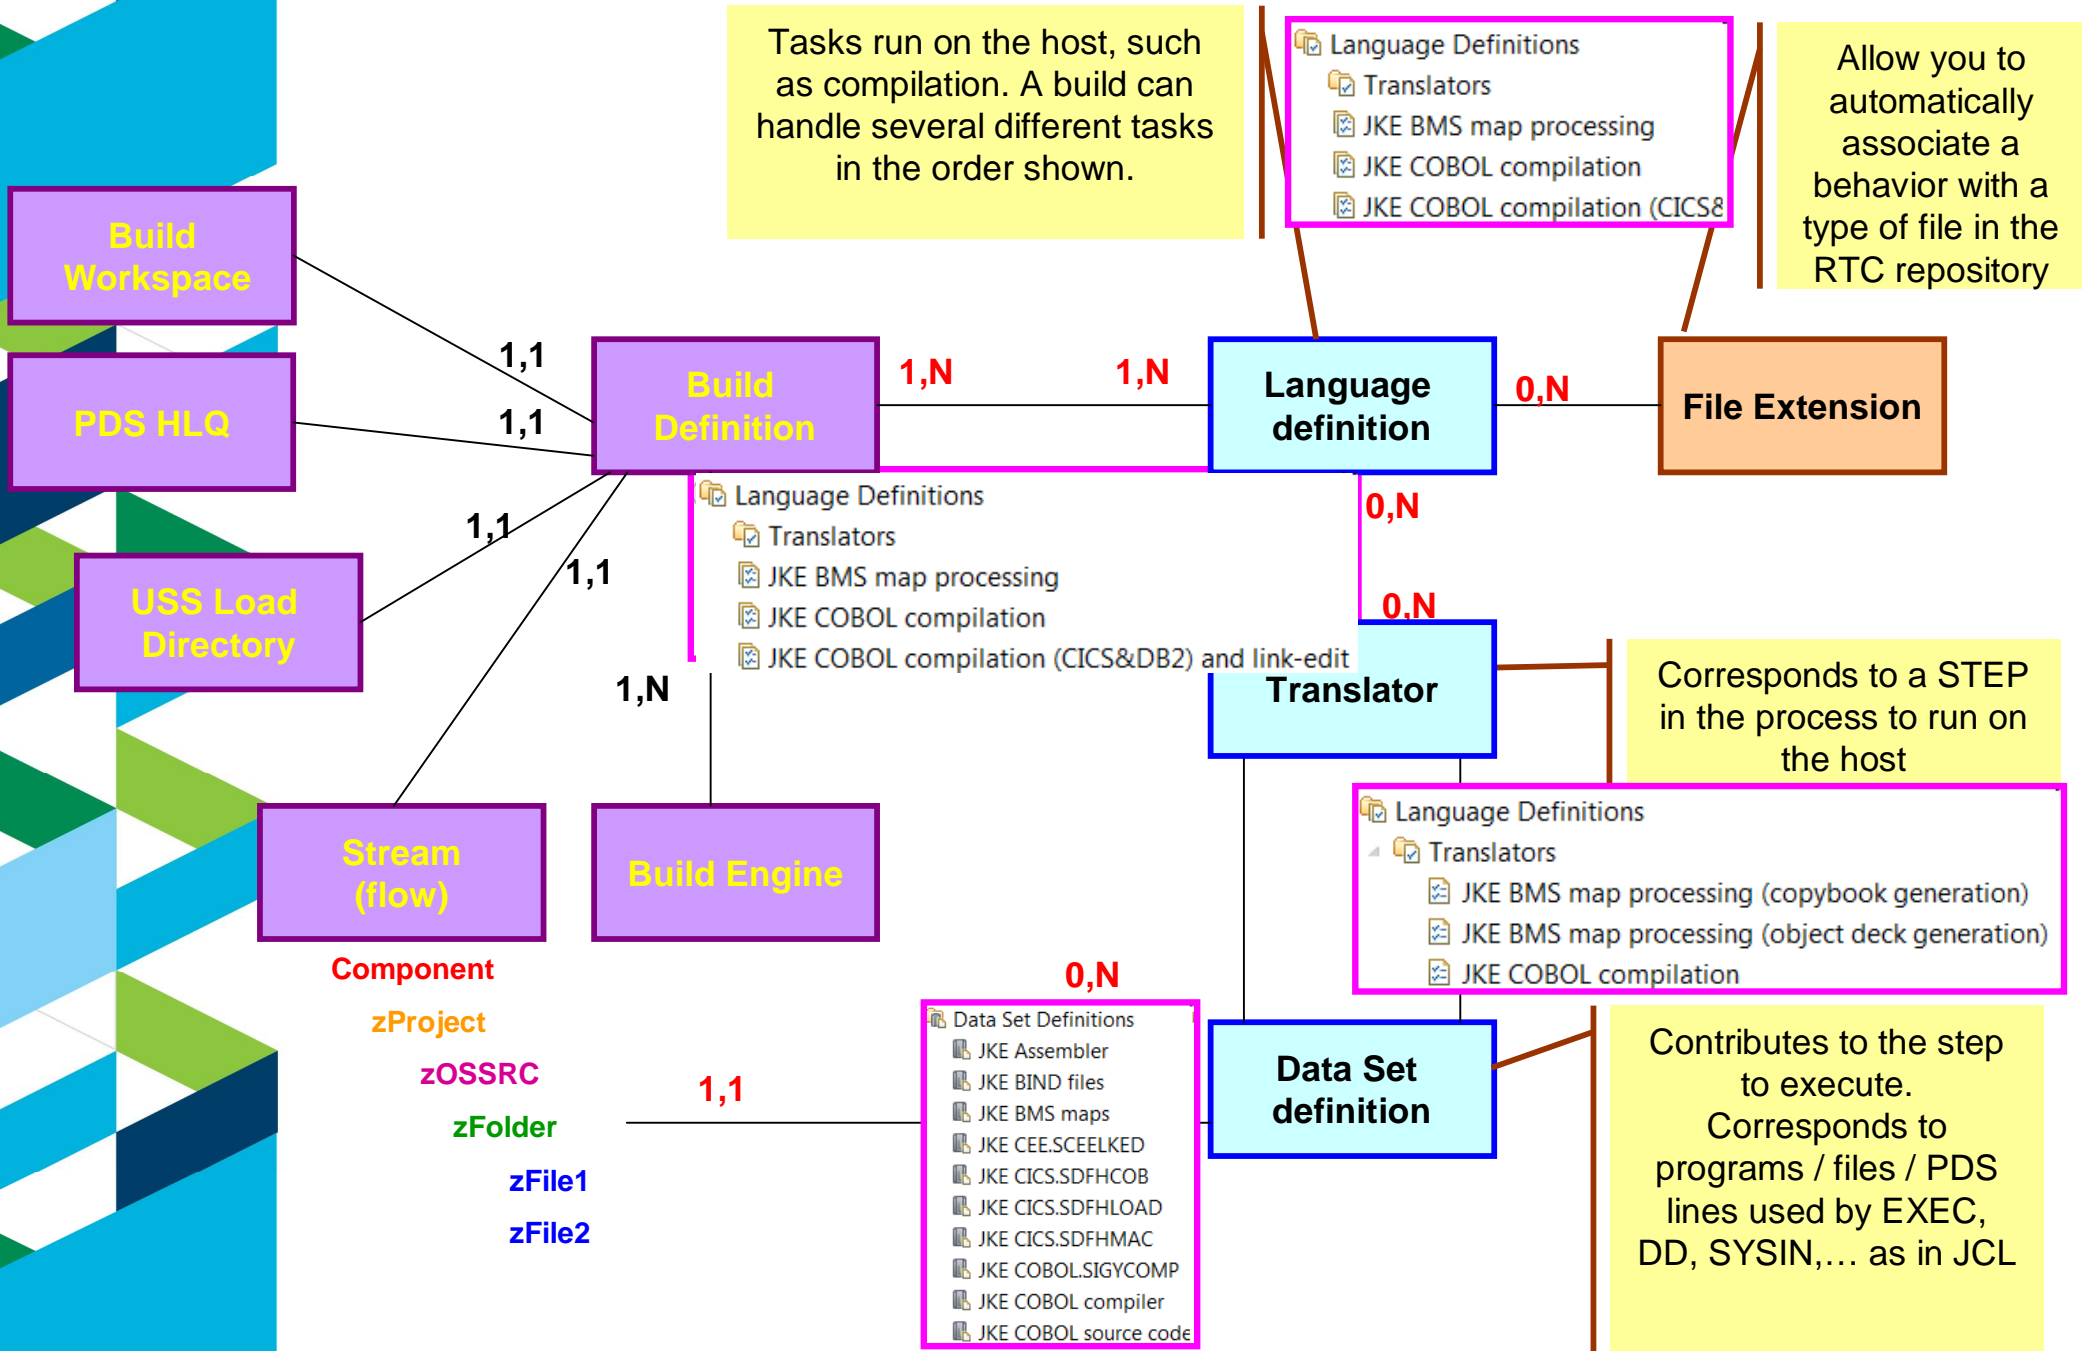 Tasks run on the host, such
as compilation. A build can
handle several different tasks
in the order shown.
Language Definitions
Translators
JKE BMS map processing
JKE COBOL compilation
JKE COBOL compilation (CICS&
Allow you to
automatically
associate a
behavior with a
type of file in the
RTC repository
Build
Workspace
PDS HLQ
USS Load
Directory
1,1
1,1
1,1
1,1
Build
Definition
1,N
1,N
Language
definition
0,N
File Extension
Language Definitions
Translators
JKE BMS map processing
JKE COBOL compilation
JKE COBOL compilation (CICS&DB2) and link-edit
0,N
0,N
1,N
Translator
Corresponds to a STEP
in the process to run on
the host
Stream
(flow)
Build Engine
Language Definitions
Translators
JKE BMS map processing (copybook generation)
JKE BMS map processing (object deck generation)
JKE COBOL compilation
Component
zProject
zOSSRC
zFolder
zFile1
zFile2
1,1
0,N
Data Set Definitions
JKE Assembler
JKE BIND files
JKE BMS maps
JKE CEE.SCEELKED
JKE CICS.SDFHCOB
JKE CICS.SDFHLOAD
JKE CICS.SDFHMAC
JKE COBOL.SIGYCOMP
JKE COBOL compiler
JKE COBOL source code
Data Set
definition
Contributes to the step
to execute.
Corresponds to
programs / files / PDS
lines used by EXEC,
DD, SYSIN,… as in JCL